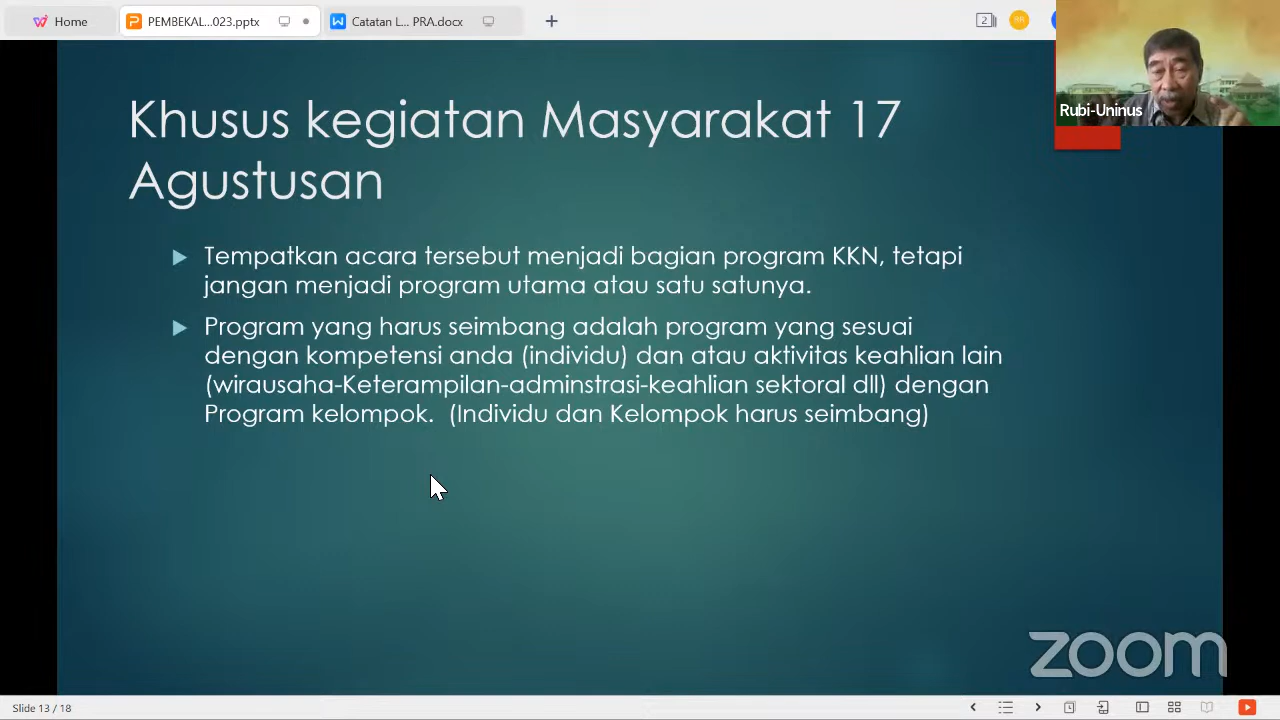 Home
PEMBEKAL...023.pptx
Catatan L... PRA.docx
2
BR
Rubi-Uninus
Khusus kegiatan Masyarakat 17
Agustusan
Tempatkan acara tersebut menjadi bagian program KKN, tetapi
jangan menjadi program utama atau satu satunya.
Program yang harus seimbang adalah program yang sesuai
dengan kompetensi anda (individu) dan atau aktivitas keahlian lain
(wirausaha-Keterampilan-adminstrasi-keahlian sektoral dll) dengan
Program kelompok. (Individu dan Kelompok harus seimbang)
zoom
Slide 13 / 18